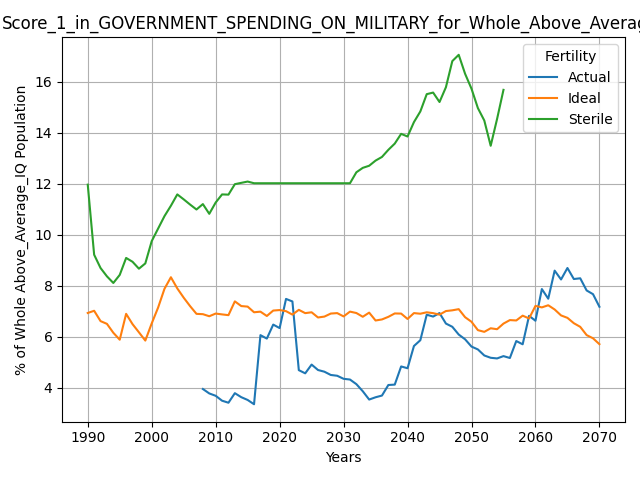 Score_1_in_GOVERNMENT_SPENDING_ON_MILITARY_for_Whole_Above_Averag
Fertility
Actual
Ideal
Sterile
% of Whole Above_Average_IQ Population
16
14
12
10
8
6
4
1990 2000 2010 2020 2030 2040 2050 2060 2070
Years